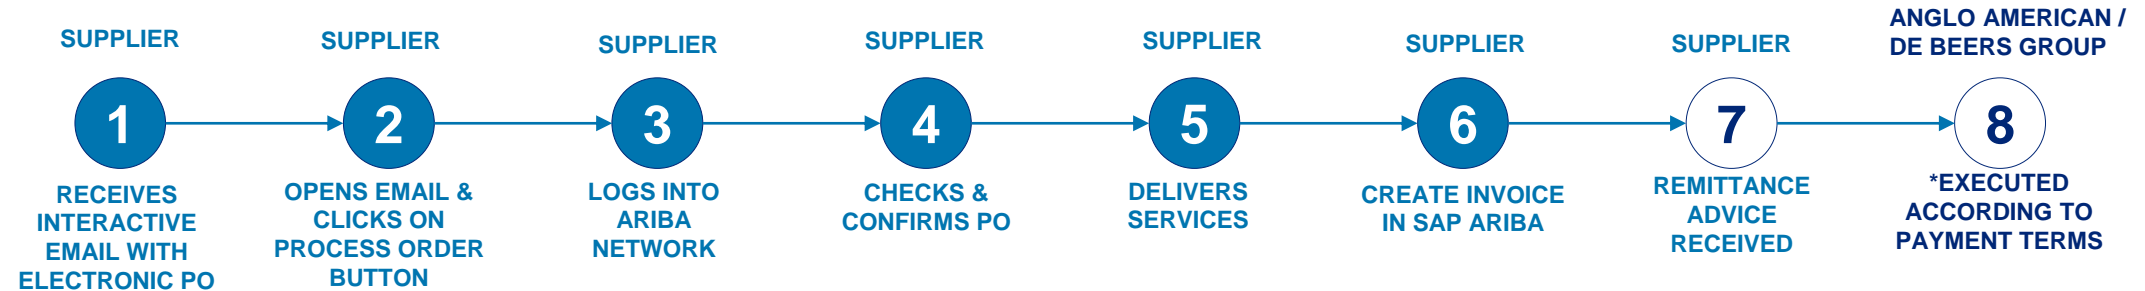 SUPPLIER
1
RECEIVES
INTERACTIVE
EMAIL WITH
ELECTRONIC PO
SUPPLIER
2
OPENS EMAIL &
CLICKS ON
PROCESS ORDER
BUTTON
SUPPLIER
3
LOGS INTO
ARIBA
NETWORK
SUPPLIER
4
CHECKS &
CONFIRMS PO
SUPPLIER
5
DELIVERS
SERVICES
SUPPLIER
6
CREATE INVOICE
IN SAP ARIBA
SUPPLIER
7
REMITTANCE
ADVICE
RECEIVED
ANGLO AMERICAN /
DE BEERS GROUP
8
*EXECUTED
ACCORDING TO
PAYMENT TERMS